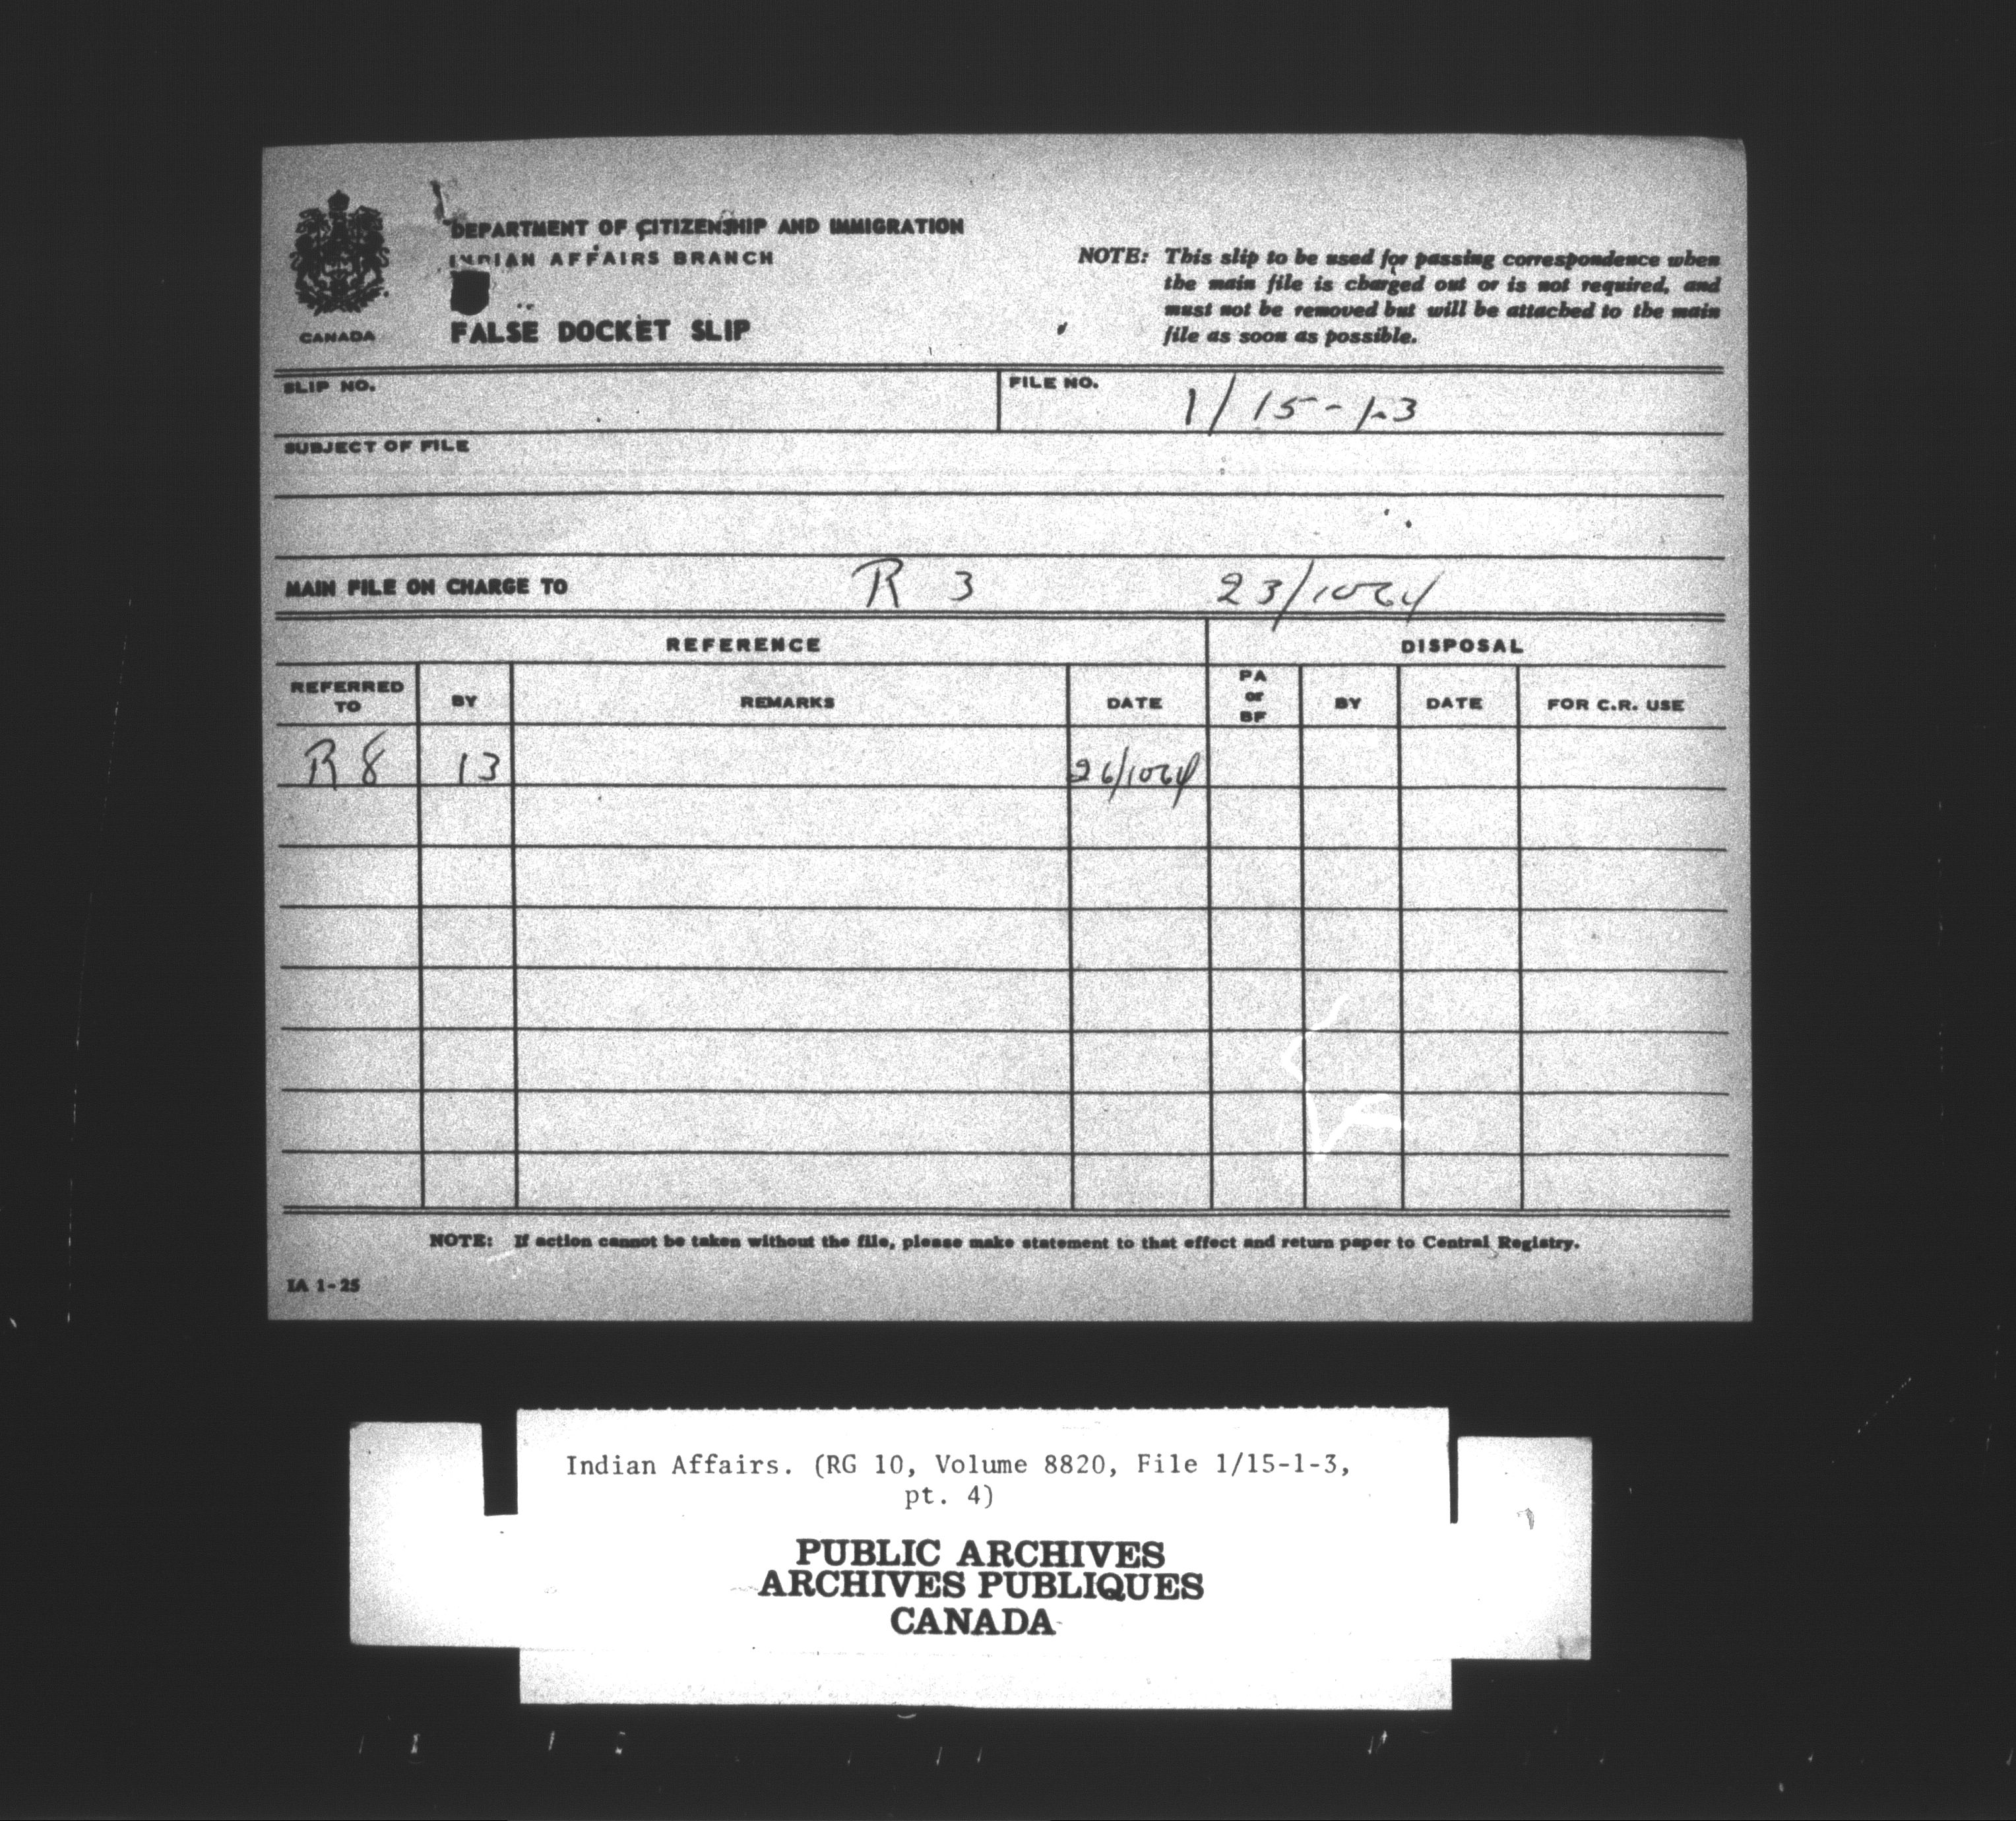 DEPARTMENT OF CITIZENSHIP AND IMMIGRATION
INDIAN AFFAIRS BRANCH
FALSE DOCKET SLIP
CANADA
NOTE: This slip to be used for passing correspondence when
the main file is charged out or is not required, and
must not be removed but will be attached to the main
file as soon as possible.
SLIP NO.
FILE NO. 1/15-1-3
SUBJECT OF FILE
MAIN FILE ON CHARGE TO R 3 23/1064
REFERENCE DISPOSAL
REFERRED TO BY REMARKS DATE PA or BF BY DATE FOR C.R. USE
R 8 13 26/1064
NOTE: If action cannot be taken without the file, please make statement to that effect and return paper to Central Registry.
IA 1-25
Indian Affairs. (RG 10, Volume 8820, File 1/15-1-3,
pt. 4)
PUBLIC ARCHIVES
ARCHIVES PUBLIQUES
CANADA